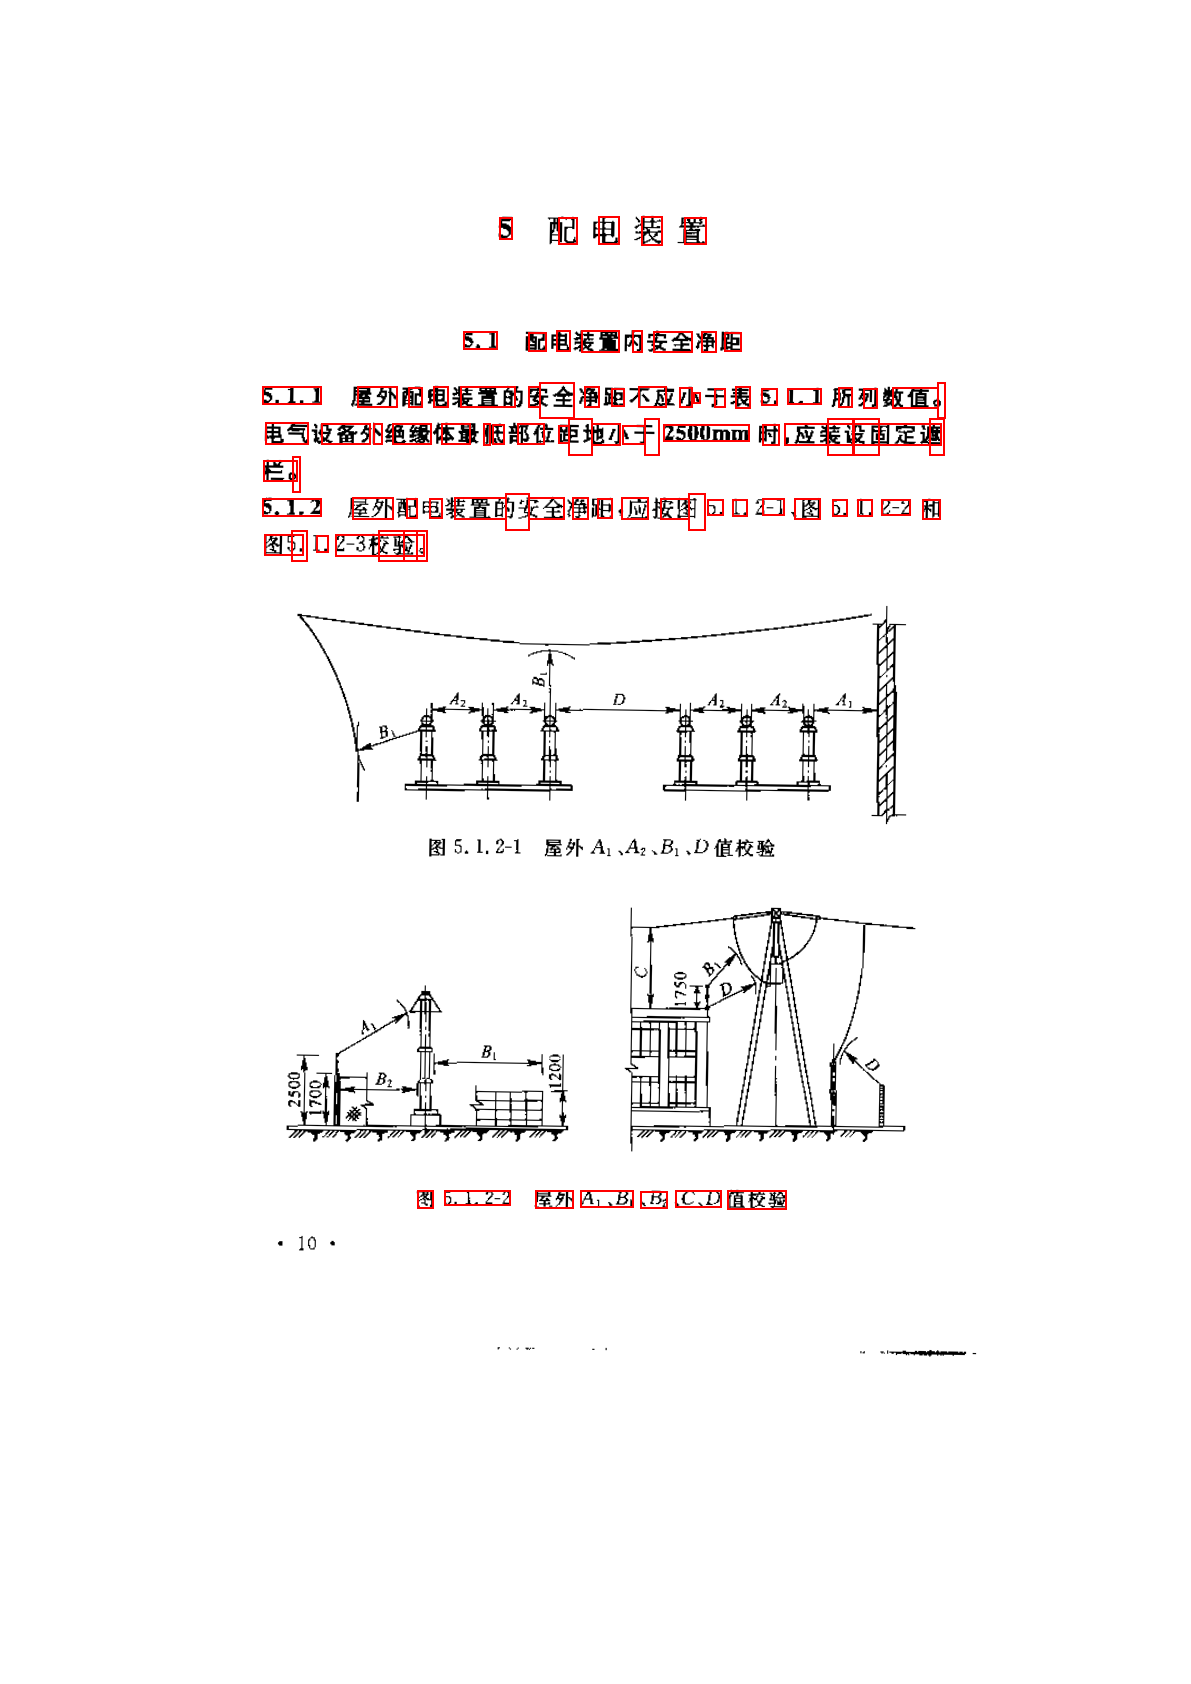 5 配电装置
5.1 配电装置内安全净距
5.1.1 屋外配电装置的安全净距不应小于表 5.1.1 所列数值。
电气设备外绝缘体最低部位距地小于 2500mm 时,应装设固定遮
栏。
5.1.2 屋外配电装置的安全净距,应按图 5.1.2-1、图 5.1.2-2 和
图5.1.2-3校验。
B₁
A₂ A₂ D A₂ A₂ A₁
B₁
图 5.1.2-1 屋外 A₁、A₂、B₁、D 值校验
C 1750 B₁ D
A₁ B₁ D
2500 1700 B₂ 1200
图 5.1.2-2 屋外 A₁、B₁、B₂、C、D 值校验
· 10 ·